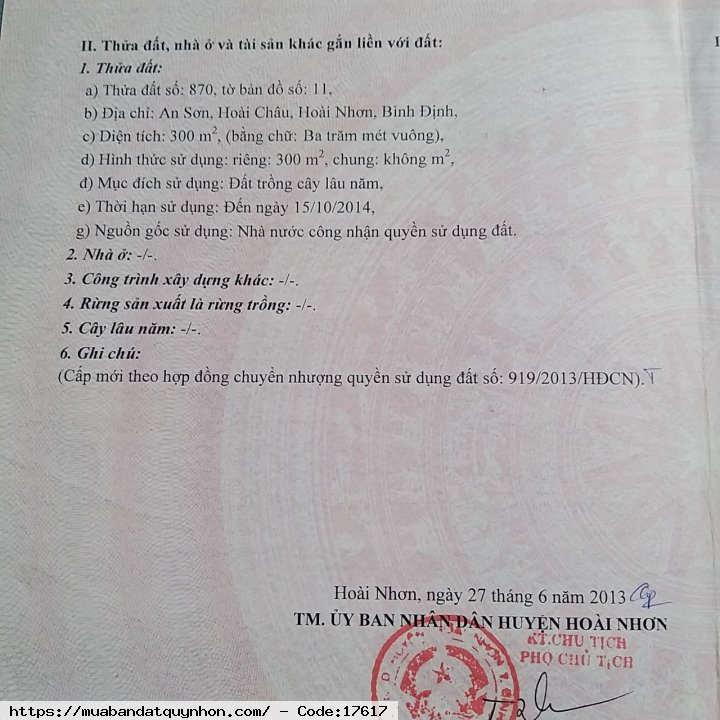 II. Thửa đất, nhà ở và tài sản khác gắn liền với đất:
1. Thửa đất:
a) Thửa đất số: 870, tờ bản đồ số: 11,
b) Địa chỉ: An Sơn, Hoài Châu, Hoài Nhơn, Bình Định,
c) Diện tích: 300 m², (bằng chữ: Ba trăm mét vuông),
d) Hình thức sử dụng: riêng: 300 m², chung: không m²,
đ) Mục đích sử dụng: Đất trồng cây lâu năm,
e) Thời hạn sử dụng: Đến ngày 15/10/2014,
g) Nguồn gốc sử dụng: Nhà nước công nhận quyền sử dụng đất.
2. Nhà ở: -/-.
3. Công trình xây dựng khác: -/-.
4. Rừng sản xuất là rừng trồng: -/-.
5. Cây lâu năm: -/-.
6. Ghi chú:
(Cấp mới theo hợp đồng chuyển nhượng quyền sử dụng đất số: 919/2013/HĐCN).
Hoài Nhơn, ngày 27 tháng 6 năm 2013
TM. ỦY BAN NHÂN DÂN HUYỆN HOÀI NHƠN
KT.CHỦ TỊCH
PHÓ CHỦ TỊCH
https://muabandatquynhon.com/ - Code:17617